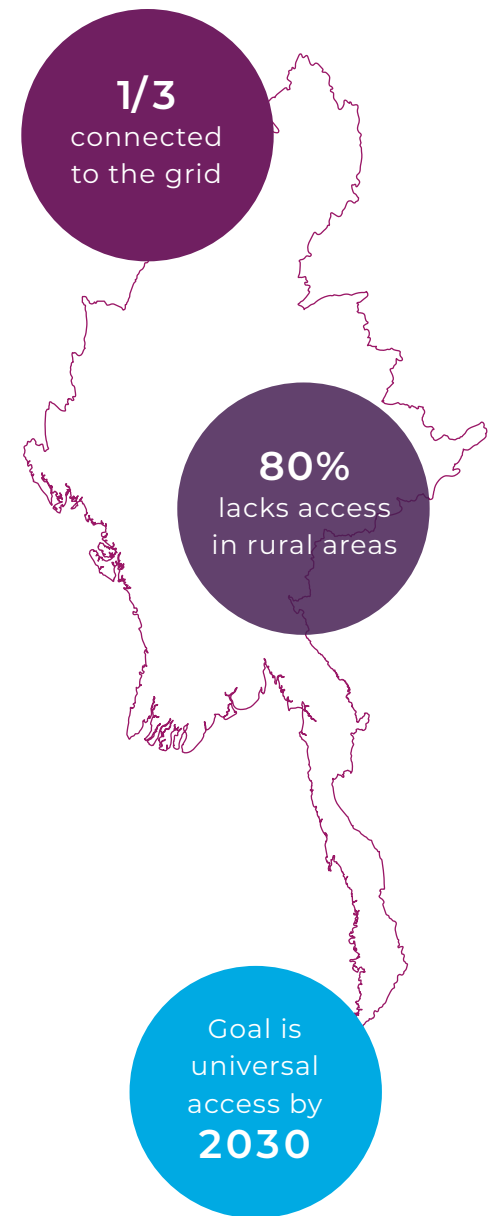 1/3
connected
to the grid
80%
lacks access
in rural areas
Goal is
universal
access by
2030